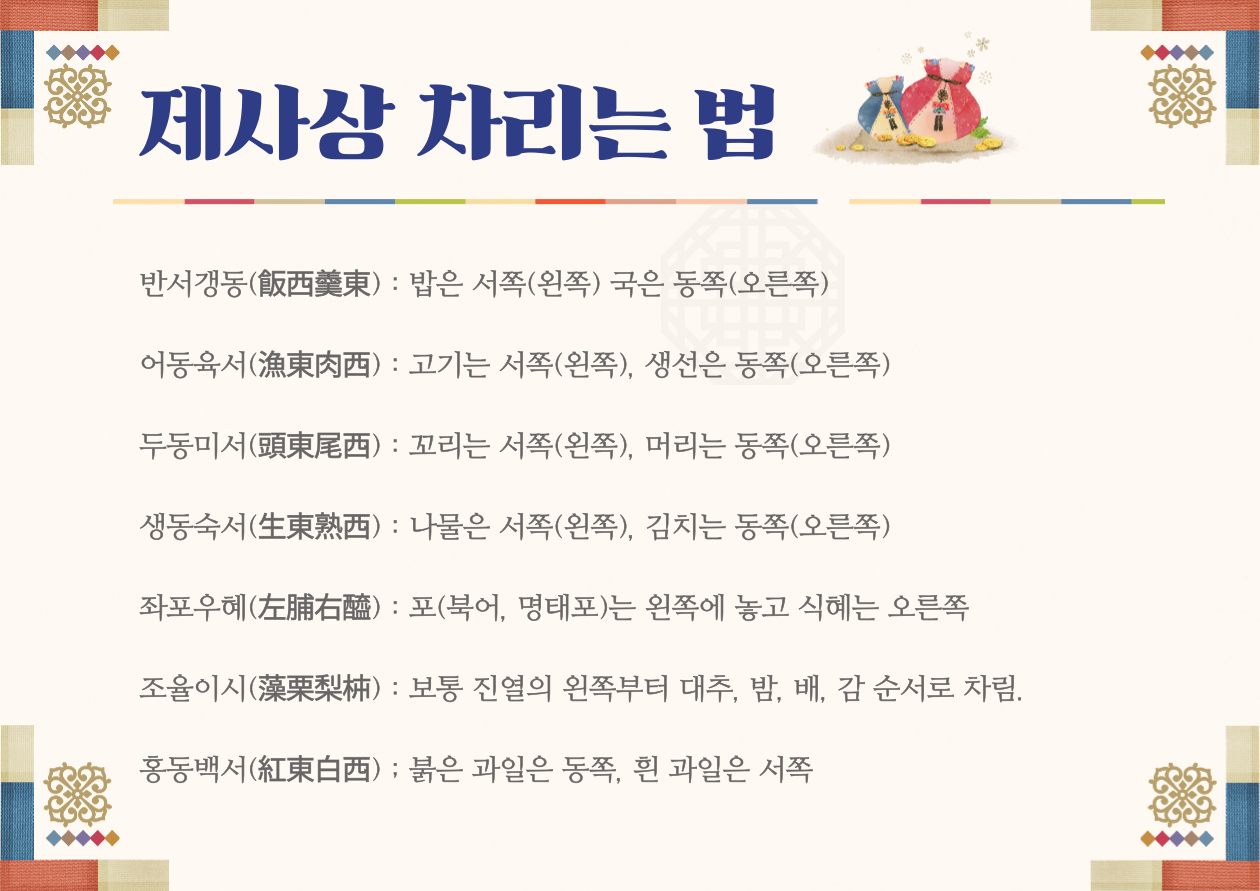 제사상 차리는 법
반서갱동(飯西羹東) : 밥은 서쪽(왼쪽) 국은 동쪽(오른쪽)
어동육서(漁東肉西) : 고기는 서쪽(왼쪽), 생선은 동쪽(오른쪽)
두동미서(頭東尾西) : 꼬리는 서쪽(왼쪽), 머리는 동쪽(오른쪽)
생동숙서(生東熟西) : 나물은 서쪽(왼쪽), 김치는 동쪽(오른쪽)
좌포우혜(左脯右醯) : 포(북어, 명태포)는 왼쪽에 놓고 식혜는 오른쪽
조율이시(藻栗梨枾) : 보통 진열의 왼쪽부터 대추, 밤, 배, 감 순서로 차림.
홍동백서(紅東白西) ; 붉은 과일은 동쪽, 흰 과일은 서쪽